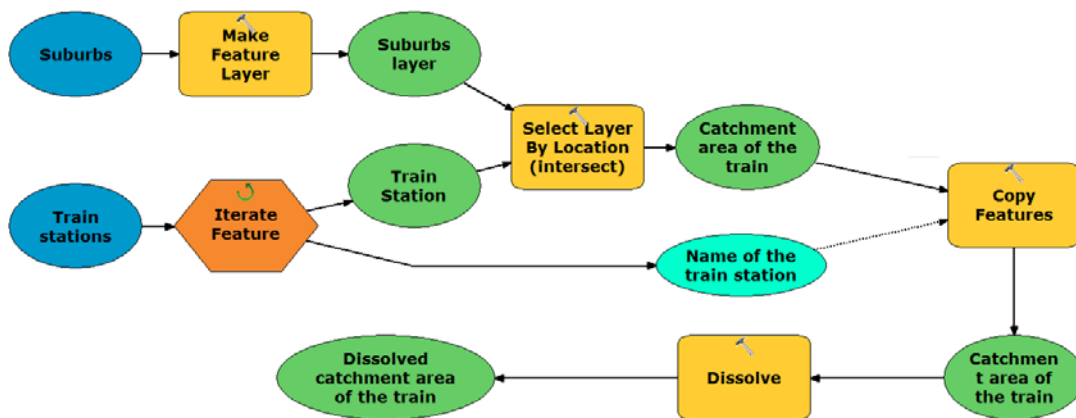 Suburbs
Make
Feature
Layer
Suburbs
layer
Select Layer
By Location
(intersect)
Catchment
area of the
train
Train
Station
Train
stations
Iterate
Feature
Name of the
train station
Copy
Features
Dissolved
catchment area
of the train
Dissolve
Catchmen
t area of
the train